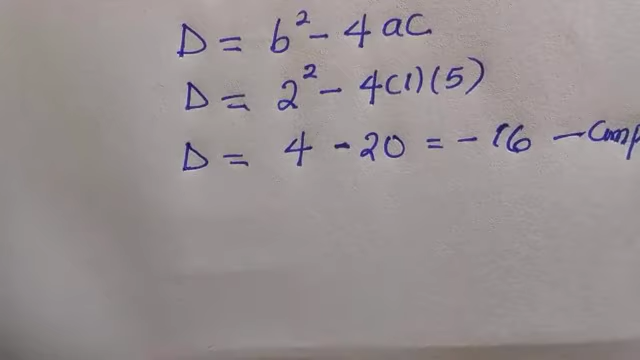 D = b² - 4ac
D = 2² - 4(1)(5)
D = 4 - 20 = - 16 - Comp